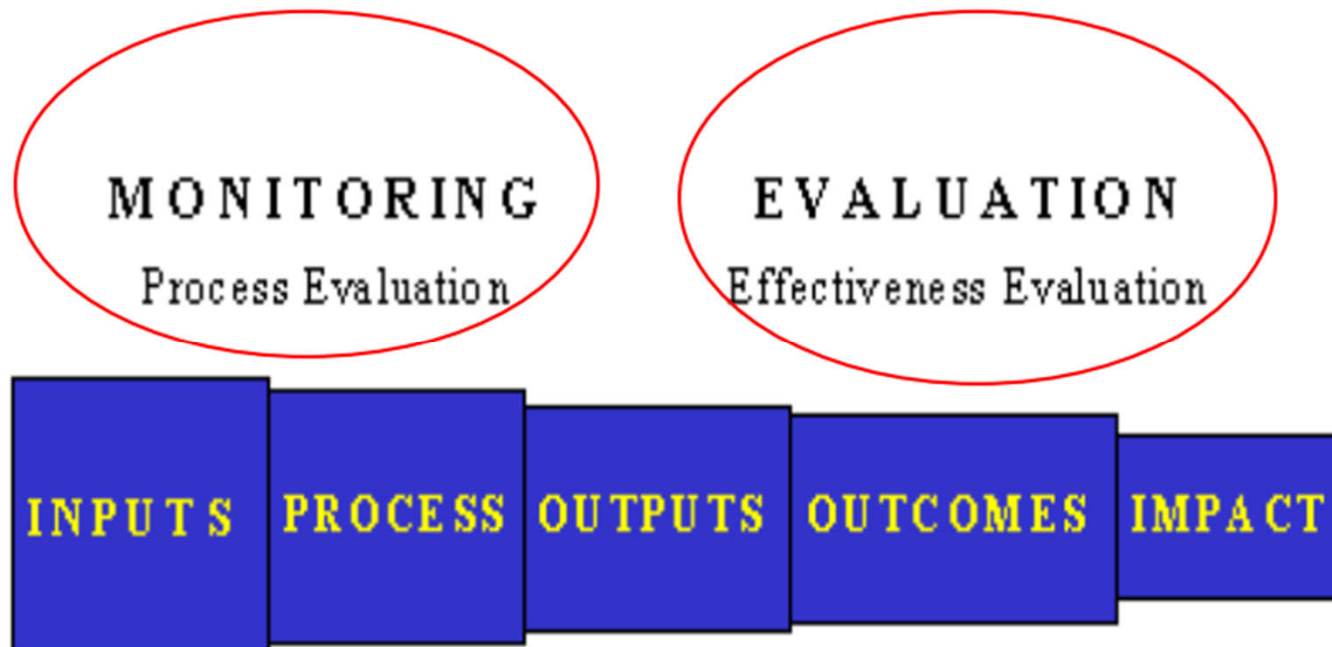 MONITORING
Process Evaluation
EVALUATION
Effectiveness Evaluation
INPUTS
PROCESS
OUTPUTS
OUTCOMES
IMPACT